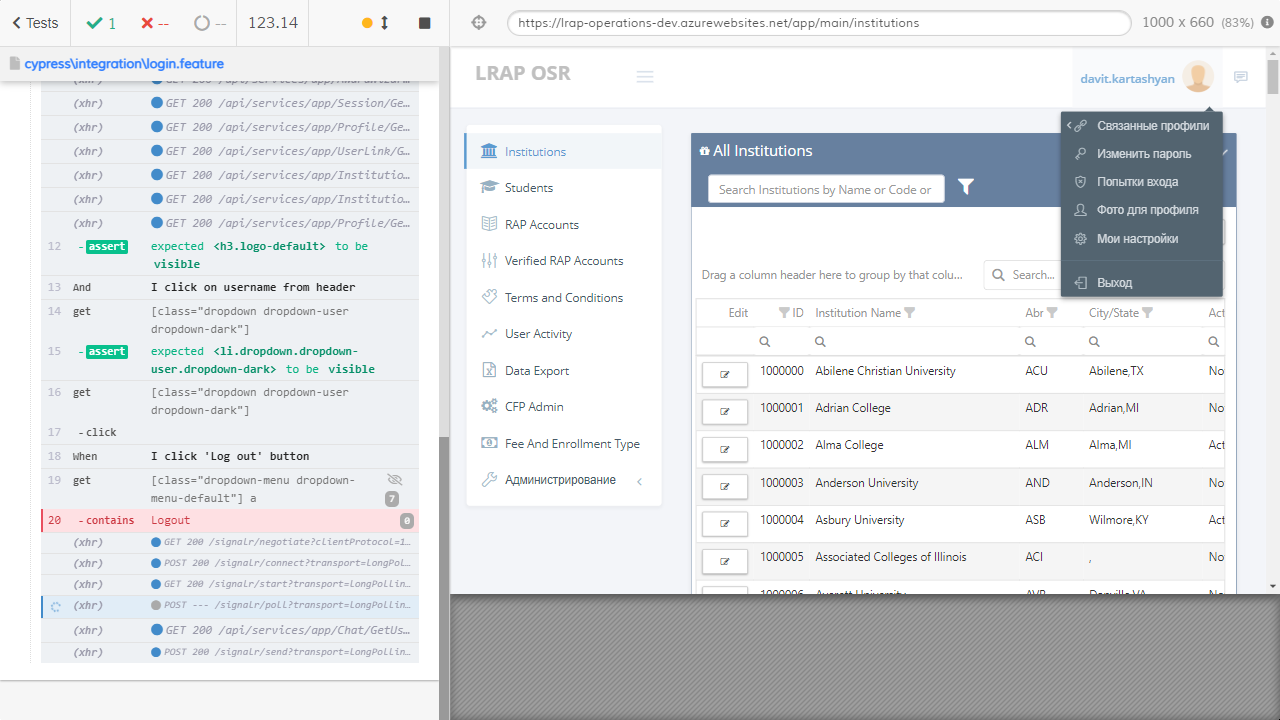 Tests
1
--
--
123.14
https://lrap-operations-dev.azurewebsites.net/app/main/institutions
1000 x 660 (83%)
cypress\integration\login.feature
(xhr)
(xhr) GET 200 /api/services/app/Session/Ge…
(xhr) GET 200 /api/services/app/Profile/Ge…
(xhr) GET 200 /api/services/app/UserLink/G…
(xhr) GET 200 /api/services/app/Institutio…
(xhr) GET 200 /api/services/app/Institutio…
(xhr) GET 200 /api/services/app/Profile/Ge…
12 - assert expected <h3.logo-default> to be
visible
13 And I click on username from header
14 get [class="dropdown dropdown-user
dropdown-dark"]
15 - assert expected <li.dropdown.dropdown-
user.dropdown-dark> to be visible
16 get [class="dropdown dropdown-user
dropdown-dark"]
17 - click
18 When I click 'Log out' button
19 get [class="dropdown-menu dropdown-
menu-default"] a
7
20 - contains Logout 0
(xhr) GET 200 /signalr/negotiate?clientProtocol=1…
(xhr) POST 200 /signalr/connect?transport=longPol…
(xhr) GET 200 /signalr/start?transport=longPollin…
(xhr) POST --- /signalr/poll?transport=longPollin…
(xhr) GET 200 /api/services/app/Chat/GetUs…
(xhr) POST 200 /signalr/send?transport=longPollin…
LRAP OSR
davit.kartashyan
Связанные профили
Изменить пароль
Попытки входа
Фото для профиля
Мои настройки
Выход
Institutions
Students
RAP Accounts
Verified RAP Accounts
Terms and Conditions
User Activity
Data Export
CFP Admin
Fee And Enrollment Type
Администрирование
All Institutions
Search Institutions by Name or Code or
Drag a column header here to group by that colu...
Search...
Edit ID Institution Name Abr City/State Act
1000000 Abilene Christian University ACU Abilene,TX No
1000001 Adrian College ADR Adrian,MI No
1000002 Alma College ALM Alma,MI Act
1000003 Anderson University AND Anderson,IN No
1000004 Asbury University ASB Wilmore,KY Act
1000005 Associated Colleges of Illinois ACI , No
1000006 Averett University AVR Danville,VA No